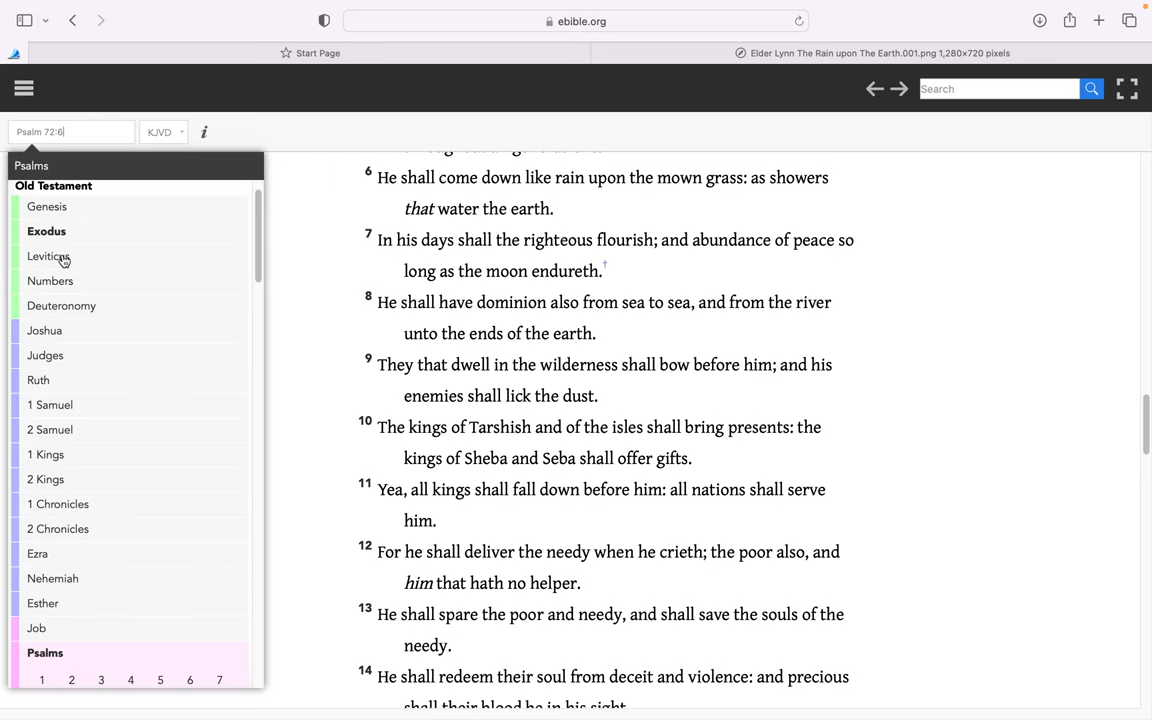 ebible.org
Start Page
Elder Lynn The Rain upon The Earth.001.png 1,280×720 pixels
Search
Psalm 72:6
KJVD
i
Psalms
Old Testament
Genesis
Exodus
Leviticus
Numbers
Deuteronomy
Joshua
Judges
Ruth
1 Samuel
2 Samuel
1 Kings
2 Kings
1 Chronicles
2 Chronicles
Ezra
Nehemiah
Esther
Job
Psalms
1 2 3 4 5 6 7
6 He shall come down like rain upon the mown grass: as showers
that water the earth.
7 In his days shall the righteous flourish; and abundance of peace so
long as the moon endureth.†
8 He shall have dominion also from sea to sea, and from the river
unto the ends of the earth.
9 They that dwell in the wilderness shall bow before him; and his
enemies shall lick the dust.
10 The kings of Tarshish and of the isles shall bring presents: the
kings of Sheba and Seba shall offer gifts.
11 Yea, all kings shall fall down before him: all nations shall serve
him.
12 For he shall deliver the needy when he crieth; the poor also, and
him that hath no helper.
13 He shall spare the poor and needy, and shall save the souls of the
needy.
14 He shall redeem their soul from deceit and violence: and precious
shall their blood be in his sight.